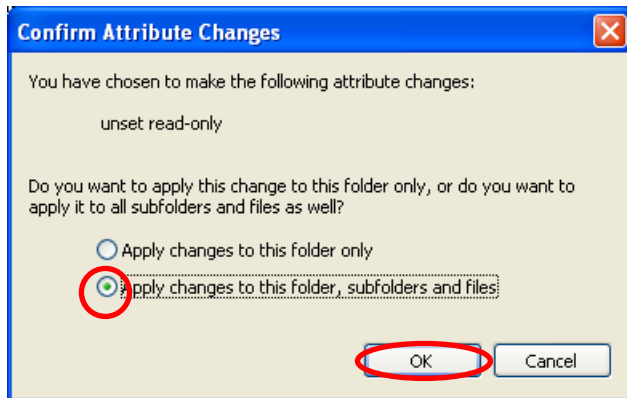 Confirm Attribute Changes
You have chosen to make the following attribute changes:
unset read-only
Do you want to apply this change to this folder only, or do you want to
apply it to all subfolders and files as well?
Apply changes to this folder only
Apply changes to this folder, subfolders and files
OK Cancel